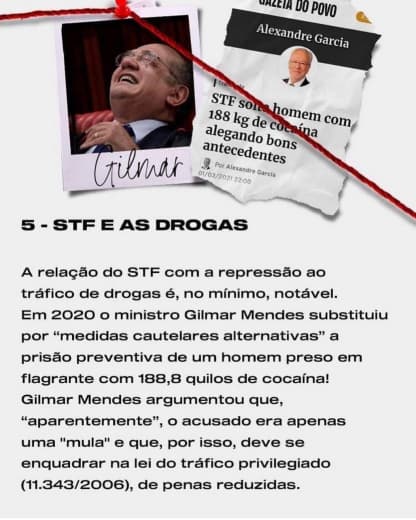 GAZETA DO POVO
Alexandre Garcia
Gilmar
STF solta homem com
188 kg de cocaína
alegando bons
antecedentes
Por Alexandre Garcia
01/02/2021 22:00
5 - STF E AS DROGAS
A relação do STF com a repressão ao
tráfico de drogas é, no mínimo, notável.
Em 2020 o ministro Gilmar Mendes substituiu
por “medidas cautelares alternativas” a
prisão preventiva de um homem preso em
flagrante com 188,8 quilos de cocaína!
Gilmar Mendes argumentou que,
“aparentemente”, o acusado era apenas
uma "mula" e que, por isso, deve se
enquadrar na lei do tráfico privilegiado
(11.343/2006), de penas reduzidas.